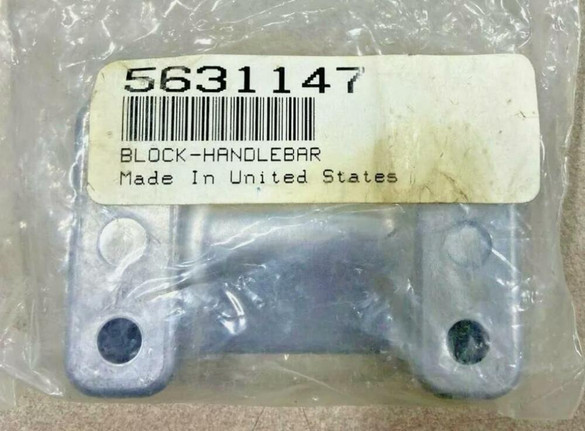 5631147
BLOCK-HANDLEBAR
Made In United States